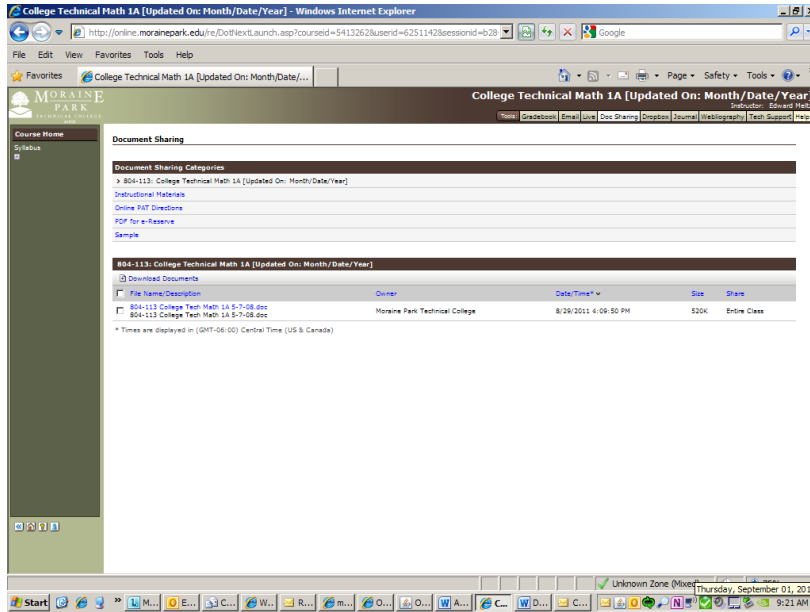 College Technical Math 1A [Updated On: Month/Date/Year] - Windows Internet Explorer
http://online.morainepark.edu/re/DotNextLaunch.asp?courseid=5413262&userid=6251142&sessionid=b28
Google
File Edit View Favorites Tools Help
Favorites College Technical Math 1A [Updated On: Month/Date/... Page Safety Tools
MORAINE PARK
TECHNICAL COLLEGE
College Technical Math 1A [Updated On: Month/Date/Year]
Instructor: Edward
Tools: Gradebook Email Live Doc Sharing Dropbox Journal Webliography Tech Support Help
Course Home
Syllabus
Document Sharing
Document Sharing Categories
> 804-113: College Technical Math 1A [Updated On: Month/Date/Year]
Instructional Materials
Online PAT Directions
PDF for e-Reserve
Sample
804-113: College Technical Math 1A [Updated On: Month/Date/Year]
Download Documents
File Name/Description Owner Date/Time* Size Share
804-113 College Tech Math 1A 5-7-08.doc
804-113 College Tech Math 1A 5-7-08.doc Moraine Park Technical College 8/29/2011 4:09:50 PM 520K Entire Class
* Times are displayed in (GMT-06:00) Central Time (US & Canada)
Unknown Zone (Mixed
Thursday, September 01, 201
Start M... E... C... W... R... m... O... O... A... C... D... C... 9:21 AM